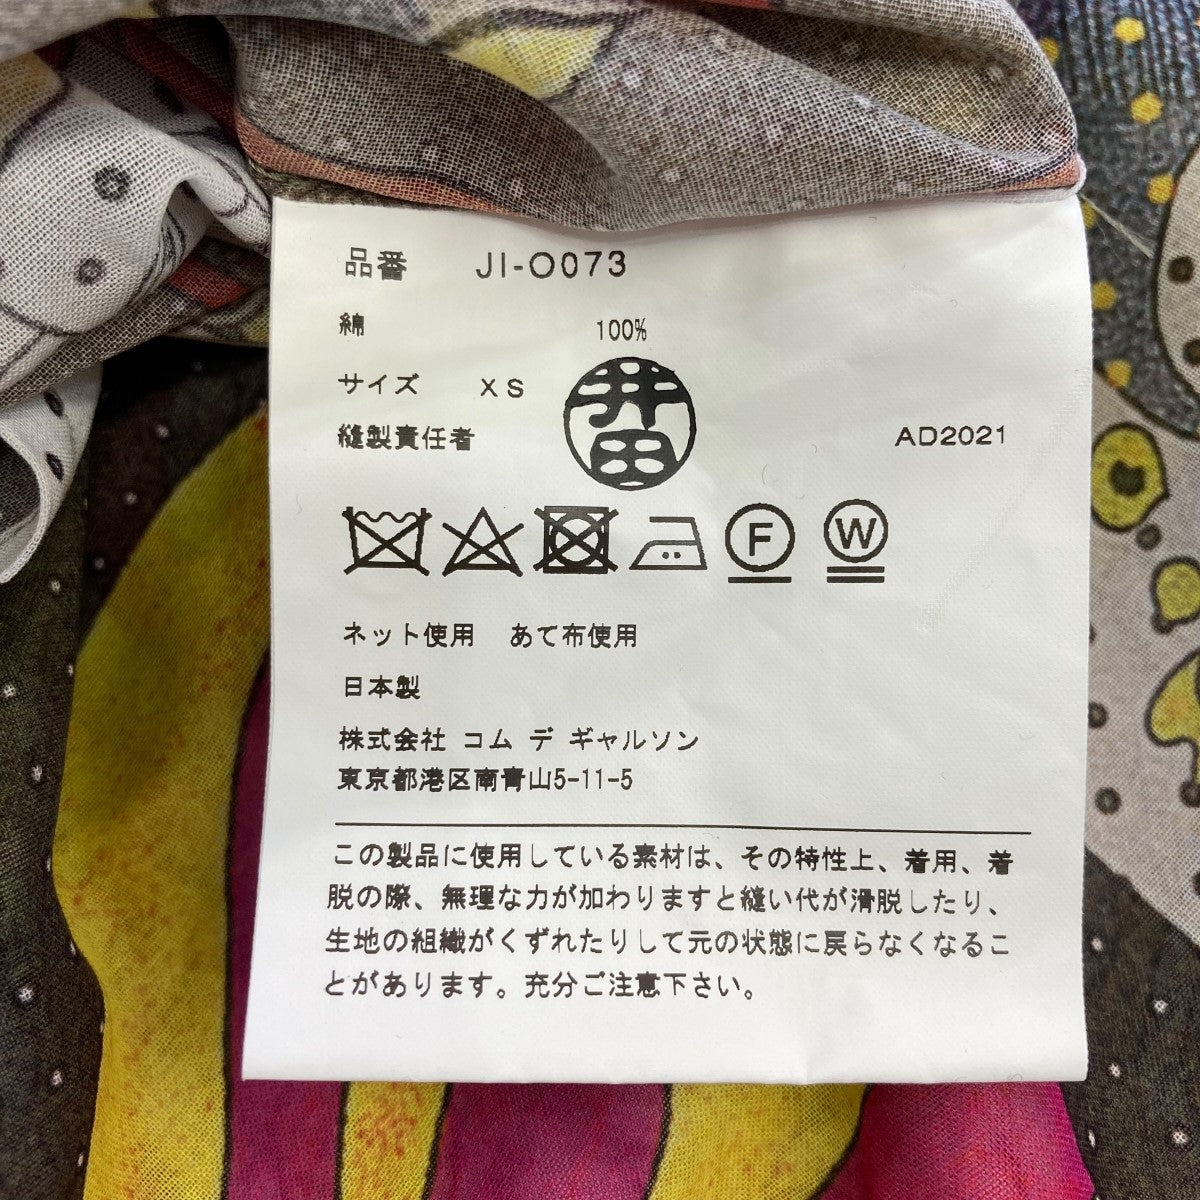 品番 JI-O073
綿 100%
サイズ XS
井田
縫製責任者 AD2021
F W
ネット使用 あて布使用
日本製
株式会社 コム デ ギャルソン
東京都港区南青山5-11-5
この製品に使用している素材は、その特性上、着用、着
脱の際、無理な力が加わりますと縫い代が滑脱したり、
生地の組織がくずれたりして元の状態に戻らなくなるこ
とがあります。充分ご注意下さい。